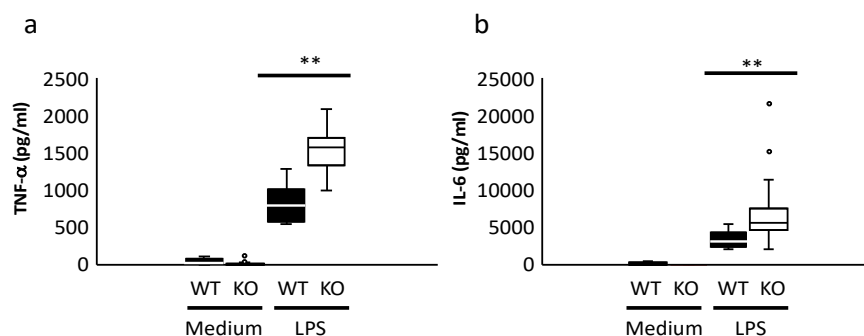 a
**
TNF-α (pg/ml)
2500
2000
1500
1000
500
0
WT KO WT KO
Medium LPS
b
**
IL-6 (pg/ml)
25000
20000
15000
10000
5000
0
WT KO WT KO
Medium LPS